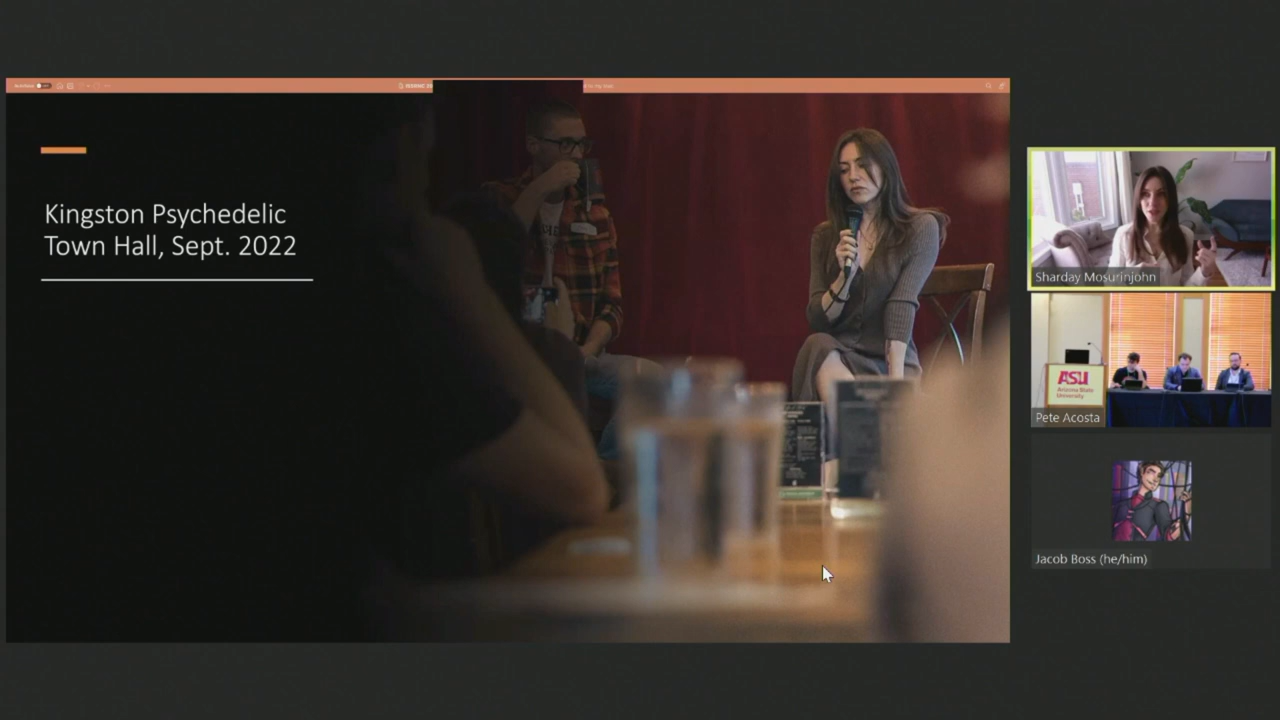 Kingston Psychedelic
Town Hall, Sept. 2022
Sharday Mosurinjohn
ASU
Arizona State
University
Pete Acosta
Jacob Boss (he/him)